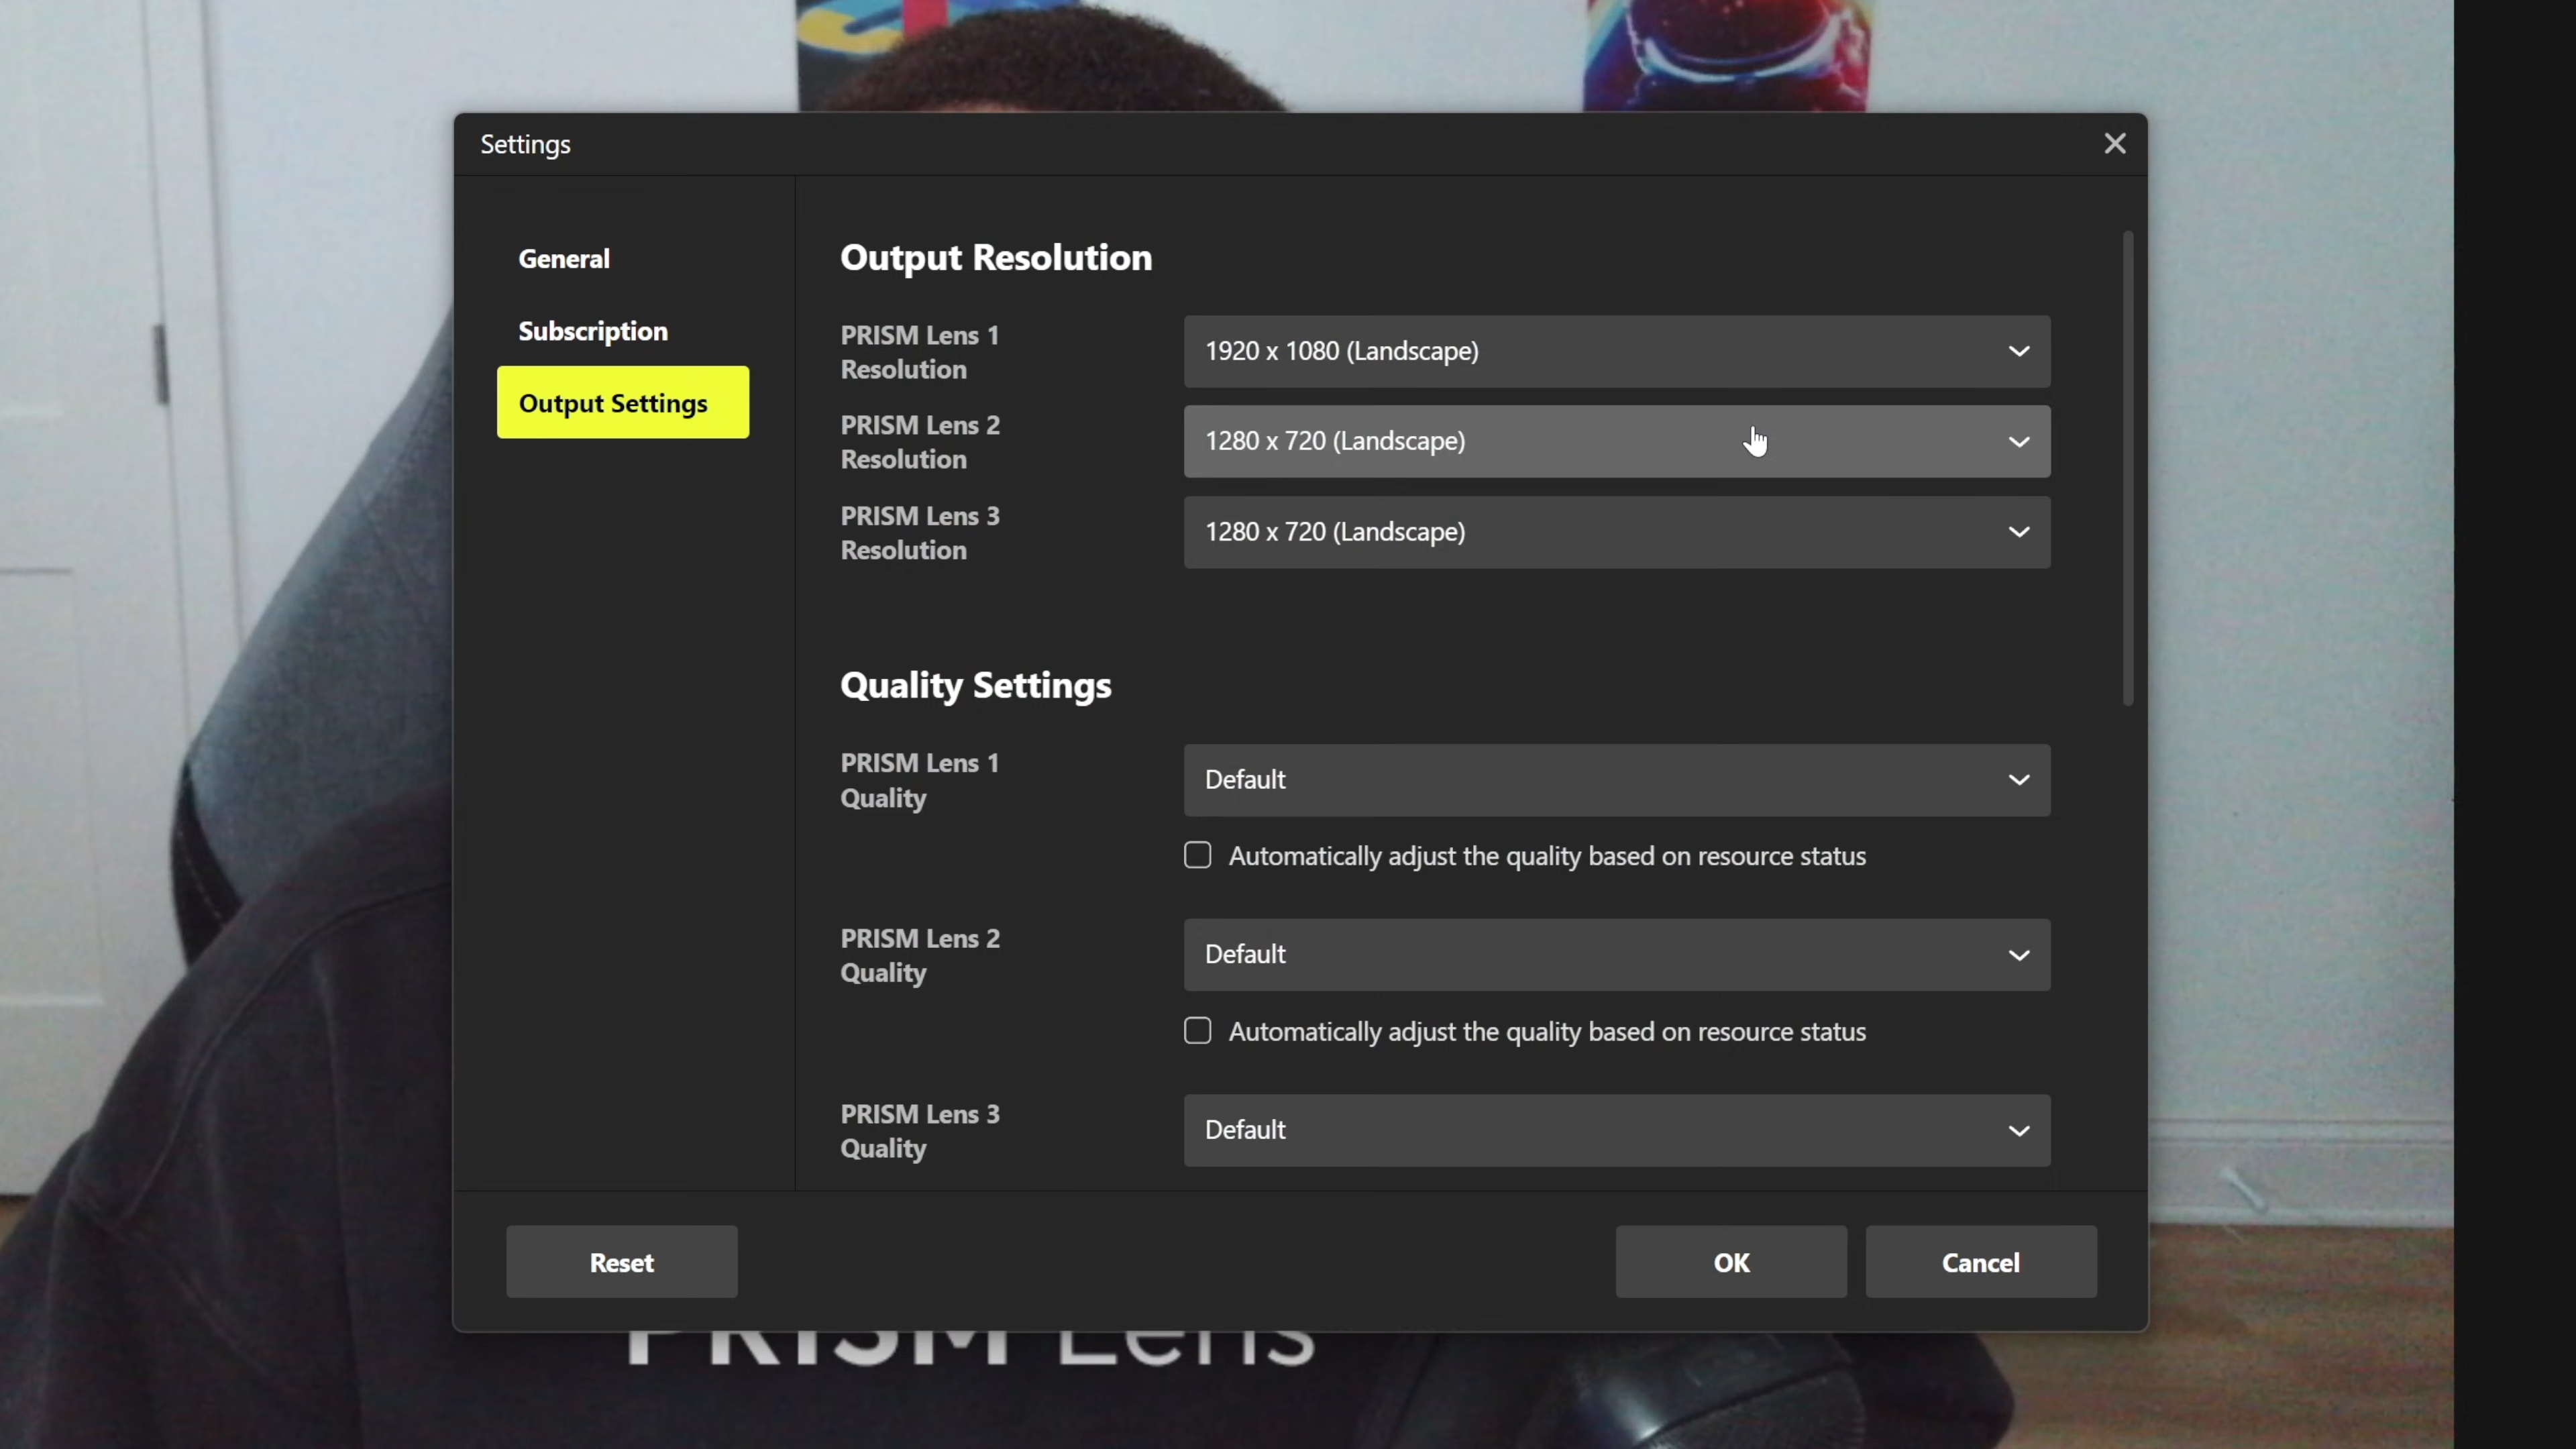 Settings
General
Subscription
Output Settings
Output Resolution
PRISM Lens 1
Resolution
1920 x 1080 (Landscape)
PRISM Lens 2
Resolution
1280 x 720 (Landscape)
PRISM Lens 3
Resolution
1280 x 720 (Landscape)
Quality Settings
PRISM Lens 1
Quality
Default
Automatically adjust the quality based on resource status
PRISM Lens 2
Quality
Default
Automatically adjust the quality based on resource status
PRISM Lens 3
Quality
Default
Reset
OK
Cancel
PRISM Lens